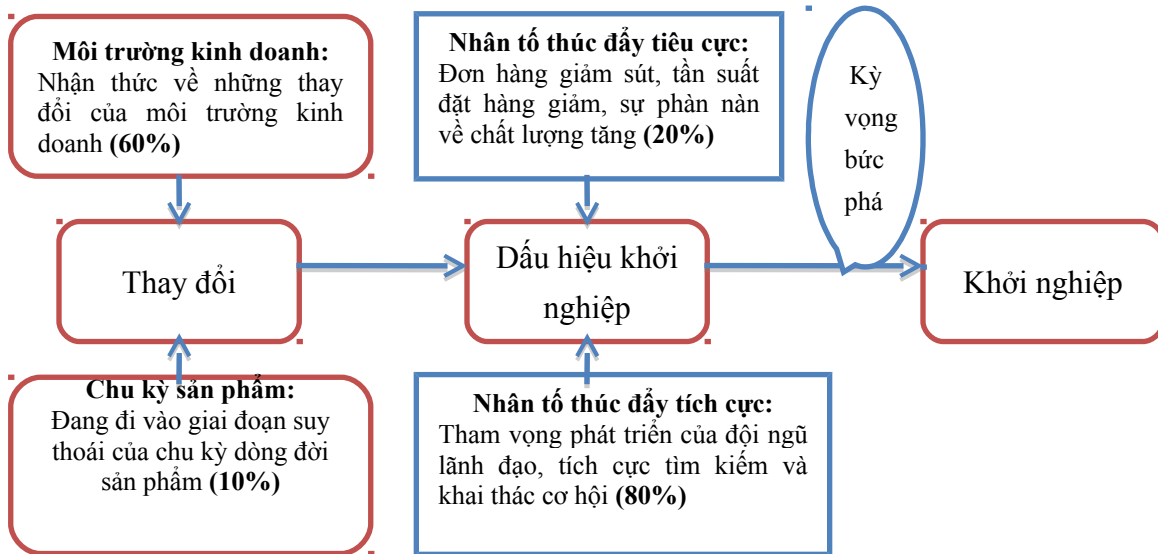 Môi trường kinh doanh:
Nhận thức về những thay
đổi của môi trường kinh
doanh (60%)
Nhân tố thúc đẩy tiêu cực:
Đơn hàng giảm sút, tần suất
đặt hàng giảm, sự phàn nàn
về chất lượng tăng (20%)
Kỳ
vọng
bức
phá
Thay đổi
Dấu hiệu khởi
nghiệp
Khởi nghiệp
Chu kỳ sản phẩm:
Đang đi vào giai đoạn suy
thoái của chu kỳ dòng đời
sản phẩm (10%)
Nhân tố thúc đẩy tích cực:
Tham vọng phát triển của đội ngũ
lãnh đạo, tích cực tìm kiếm và
khai thác cơ hội (80%)